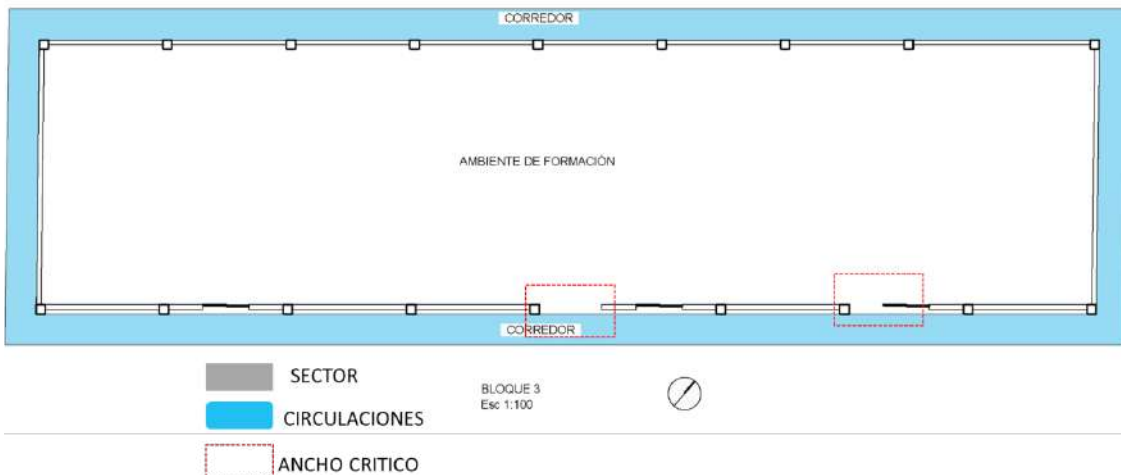 CORREDOR
AMBIENTE DE FORMACIÓN
CORREDOR
SECTOR
BLOQUE 3
Esc 1:100
CIRCULACIONES
ANCHO CRITICO